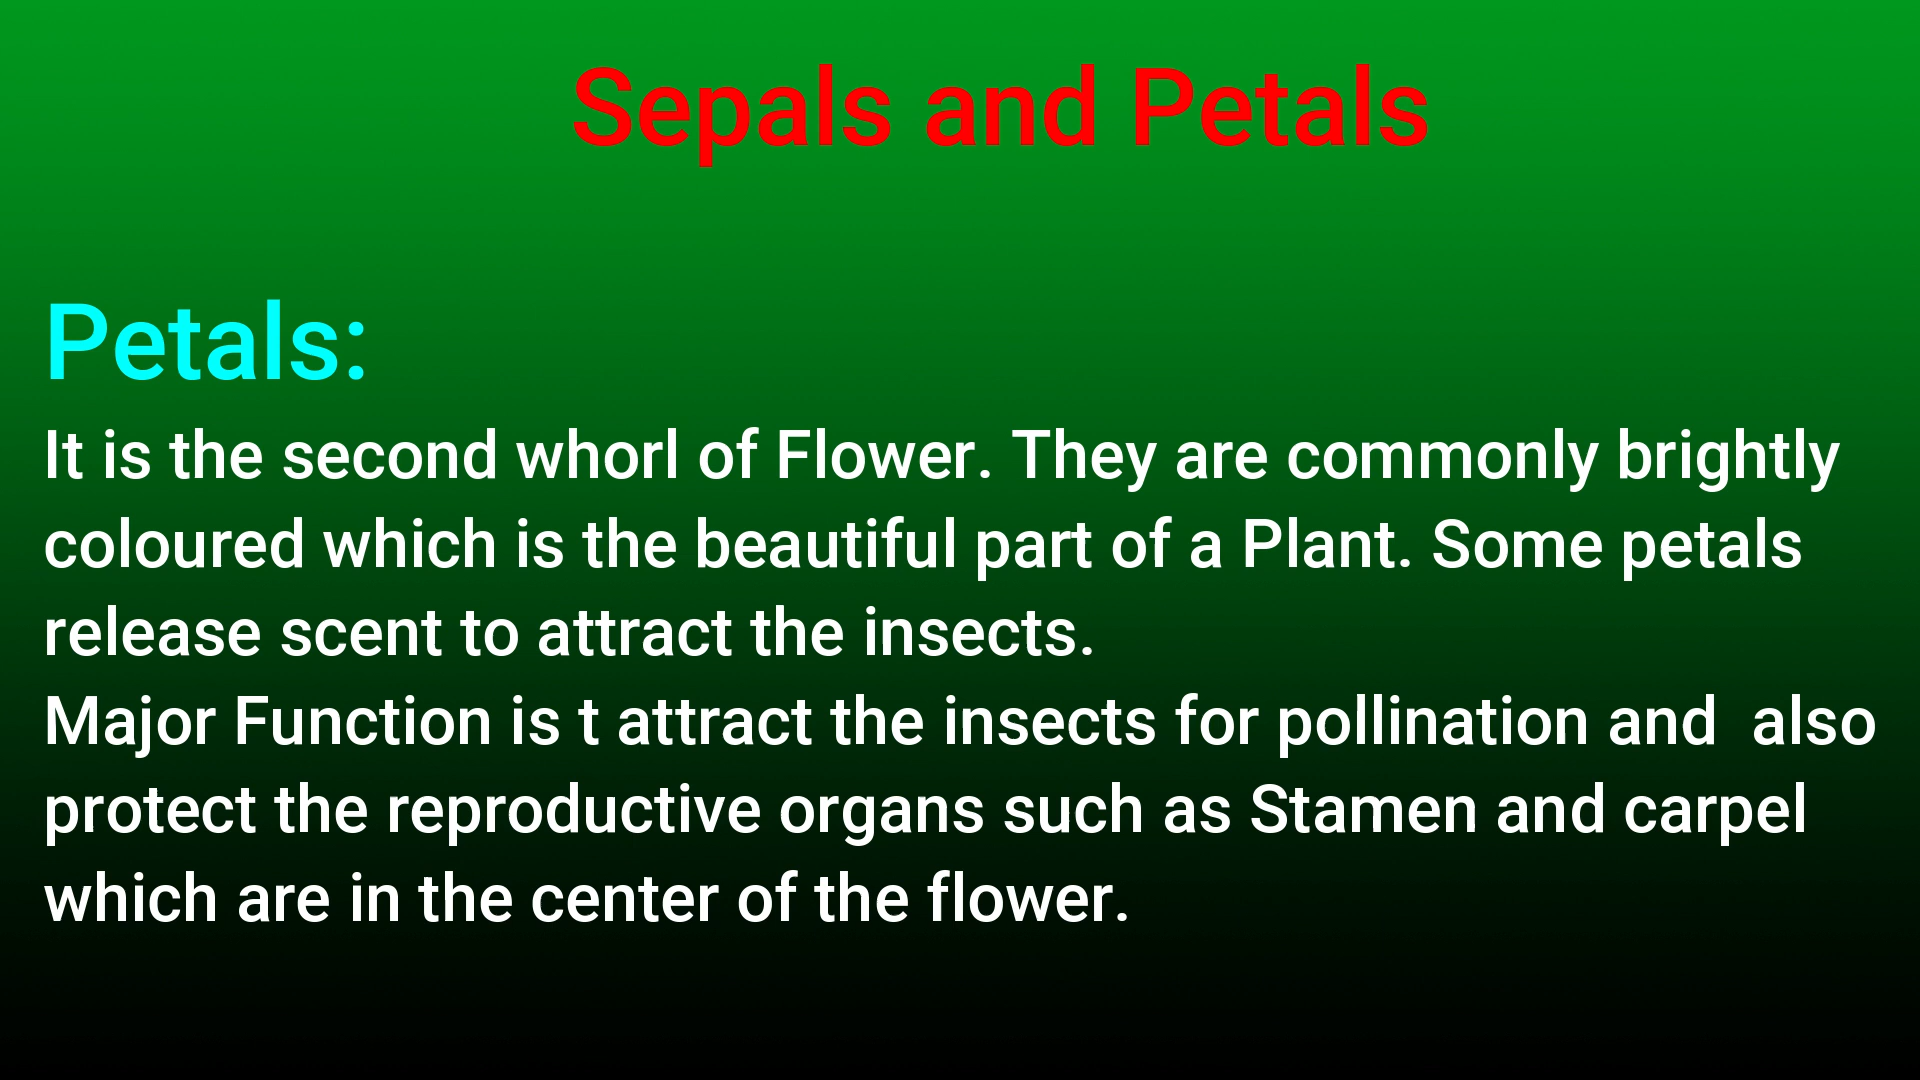 Sepals and Petals
Petals:
It is the second whorl of Flower. They are commonly brightly
coloured which is the beautiful part of a Plant. Some petals
release scent to attract the insects.
Major Function is t attract the insects for pollination and  also
protect the reproductive organs such as Stamen and carpel
which are in the center of the flower.